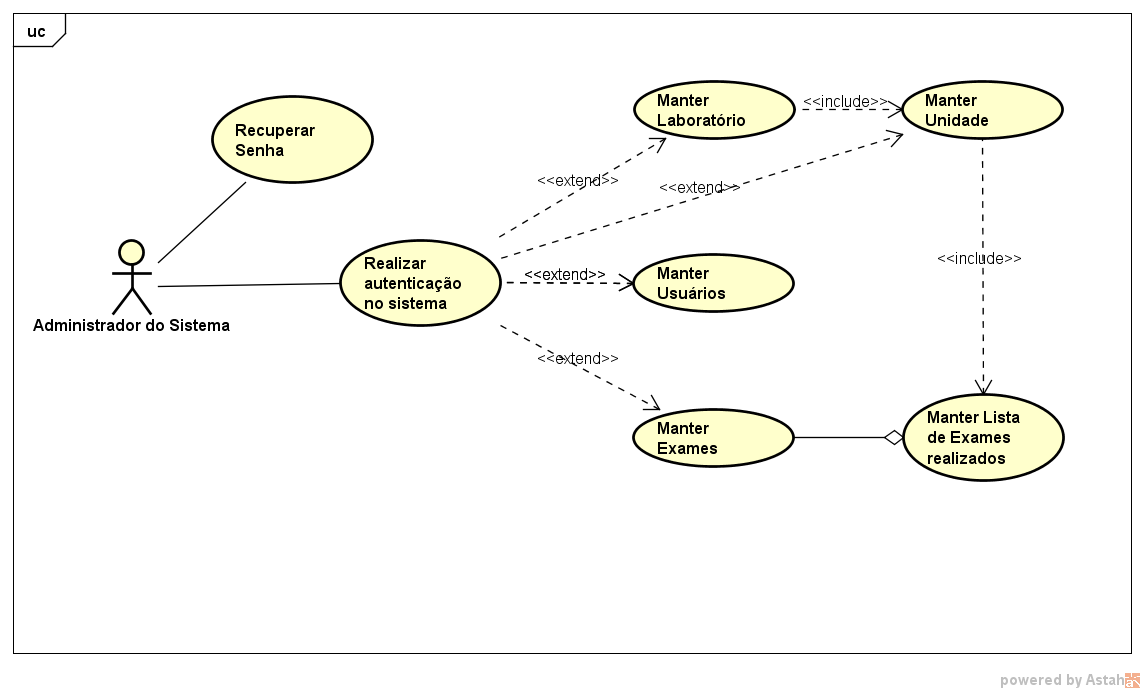 uc
Recuperar
Senha
Manter
Laboratório
<<include>>
Manter
Unidade
<<extend>>
<<extend>>
Realizar
autenticação
no sistema
<<extend>>
Manter
Usuários
<<include>>
Administrador do Sistema
<<extend>>
Manter
Exames
Manter Lista
de Exames
realizados
powered by Astah